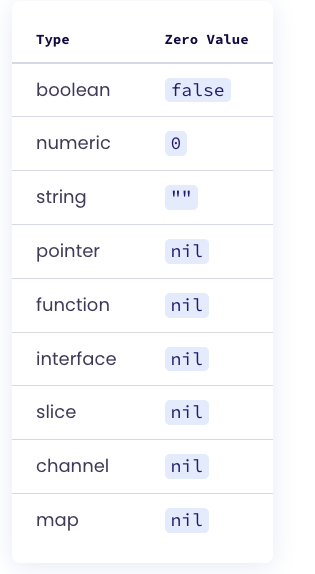 Type Zero Value
boolean false
numeric 0
string ""
pointer nil
function nil
interface nil
slice nil
channel nil
map nil